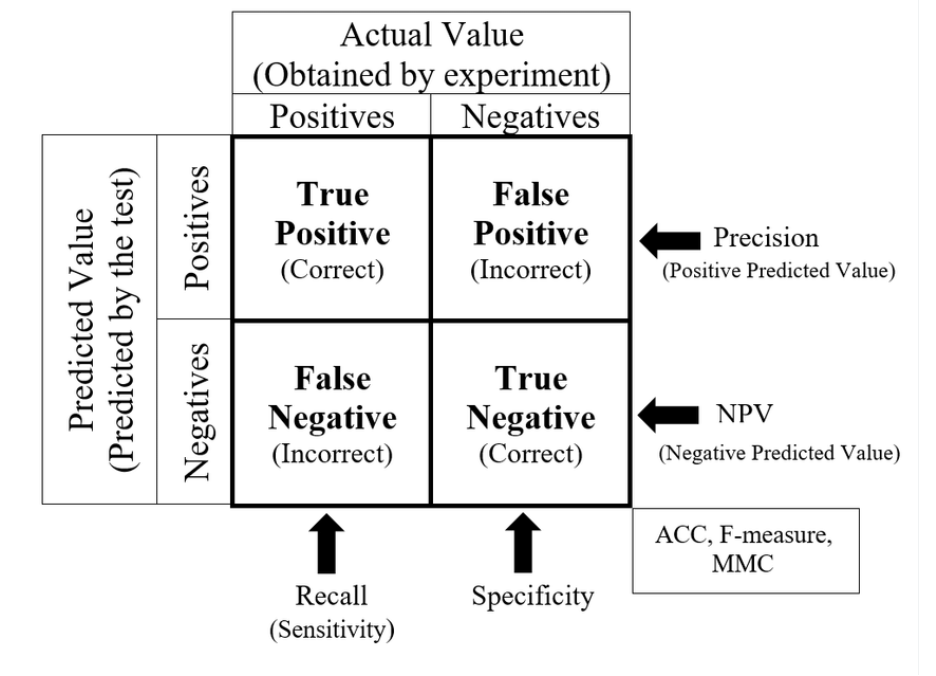 Actual Value
(Obtained by experiment)
Positives
Negatives
Predicted Value
(Predicted by the test)
Positives
True
Positive
(Correct)
False
Positive
(Incorrect)
Precision
(Positive Predicted Value)
Negatives
False
Negative
(Incorrect)
True
Negative
(Correct)
NPV
(Negative Predicted Value)
ACC, F-measure,
MMC
Recall
(Sensitivity)
Specificity